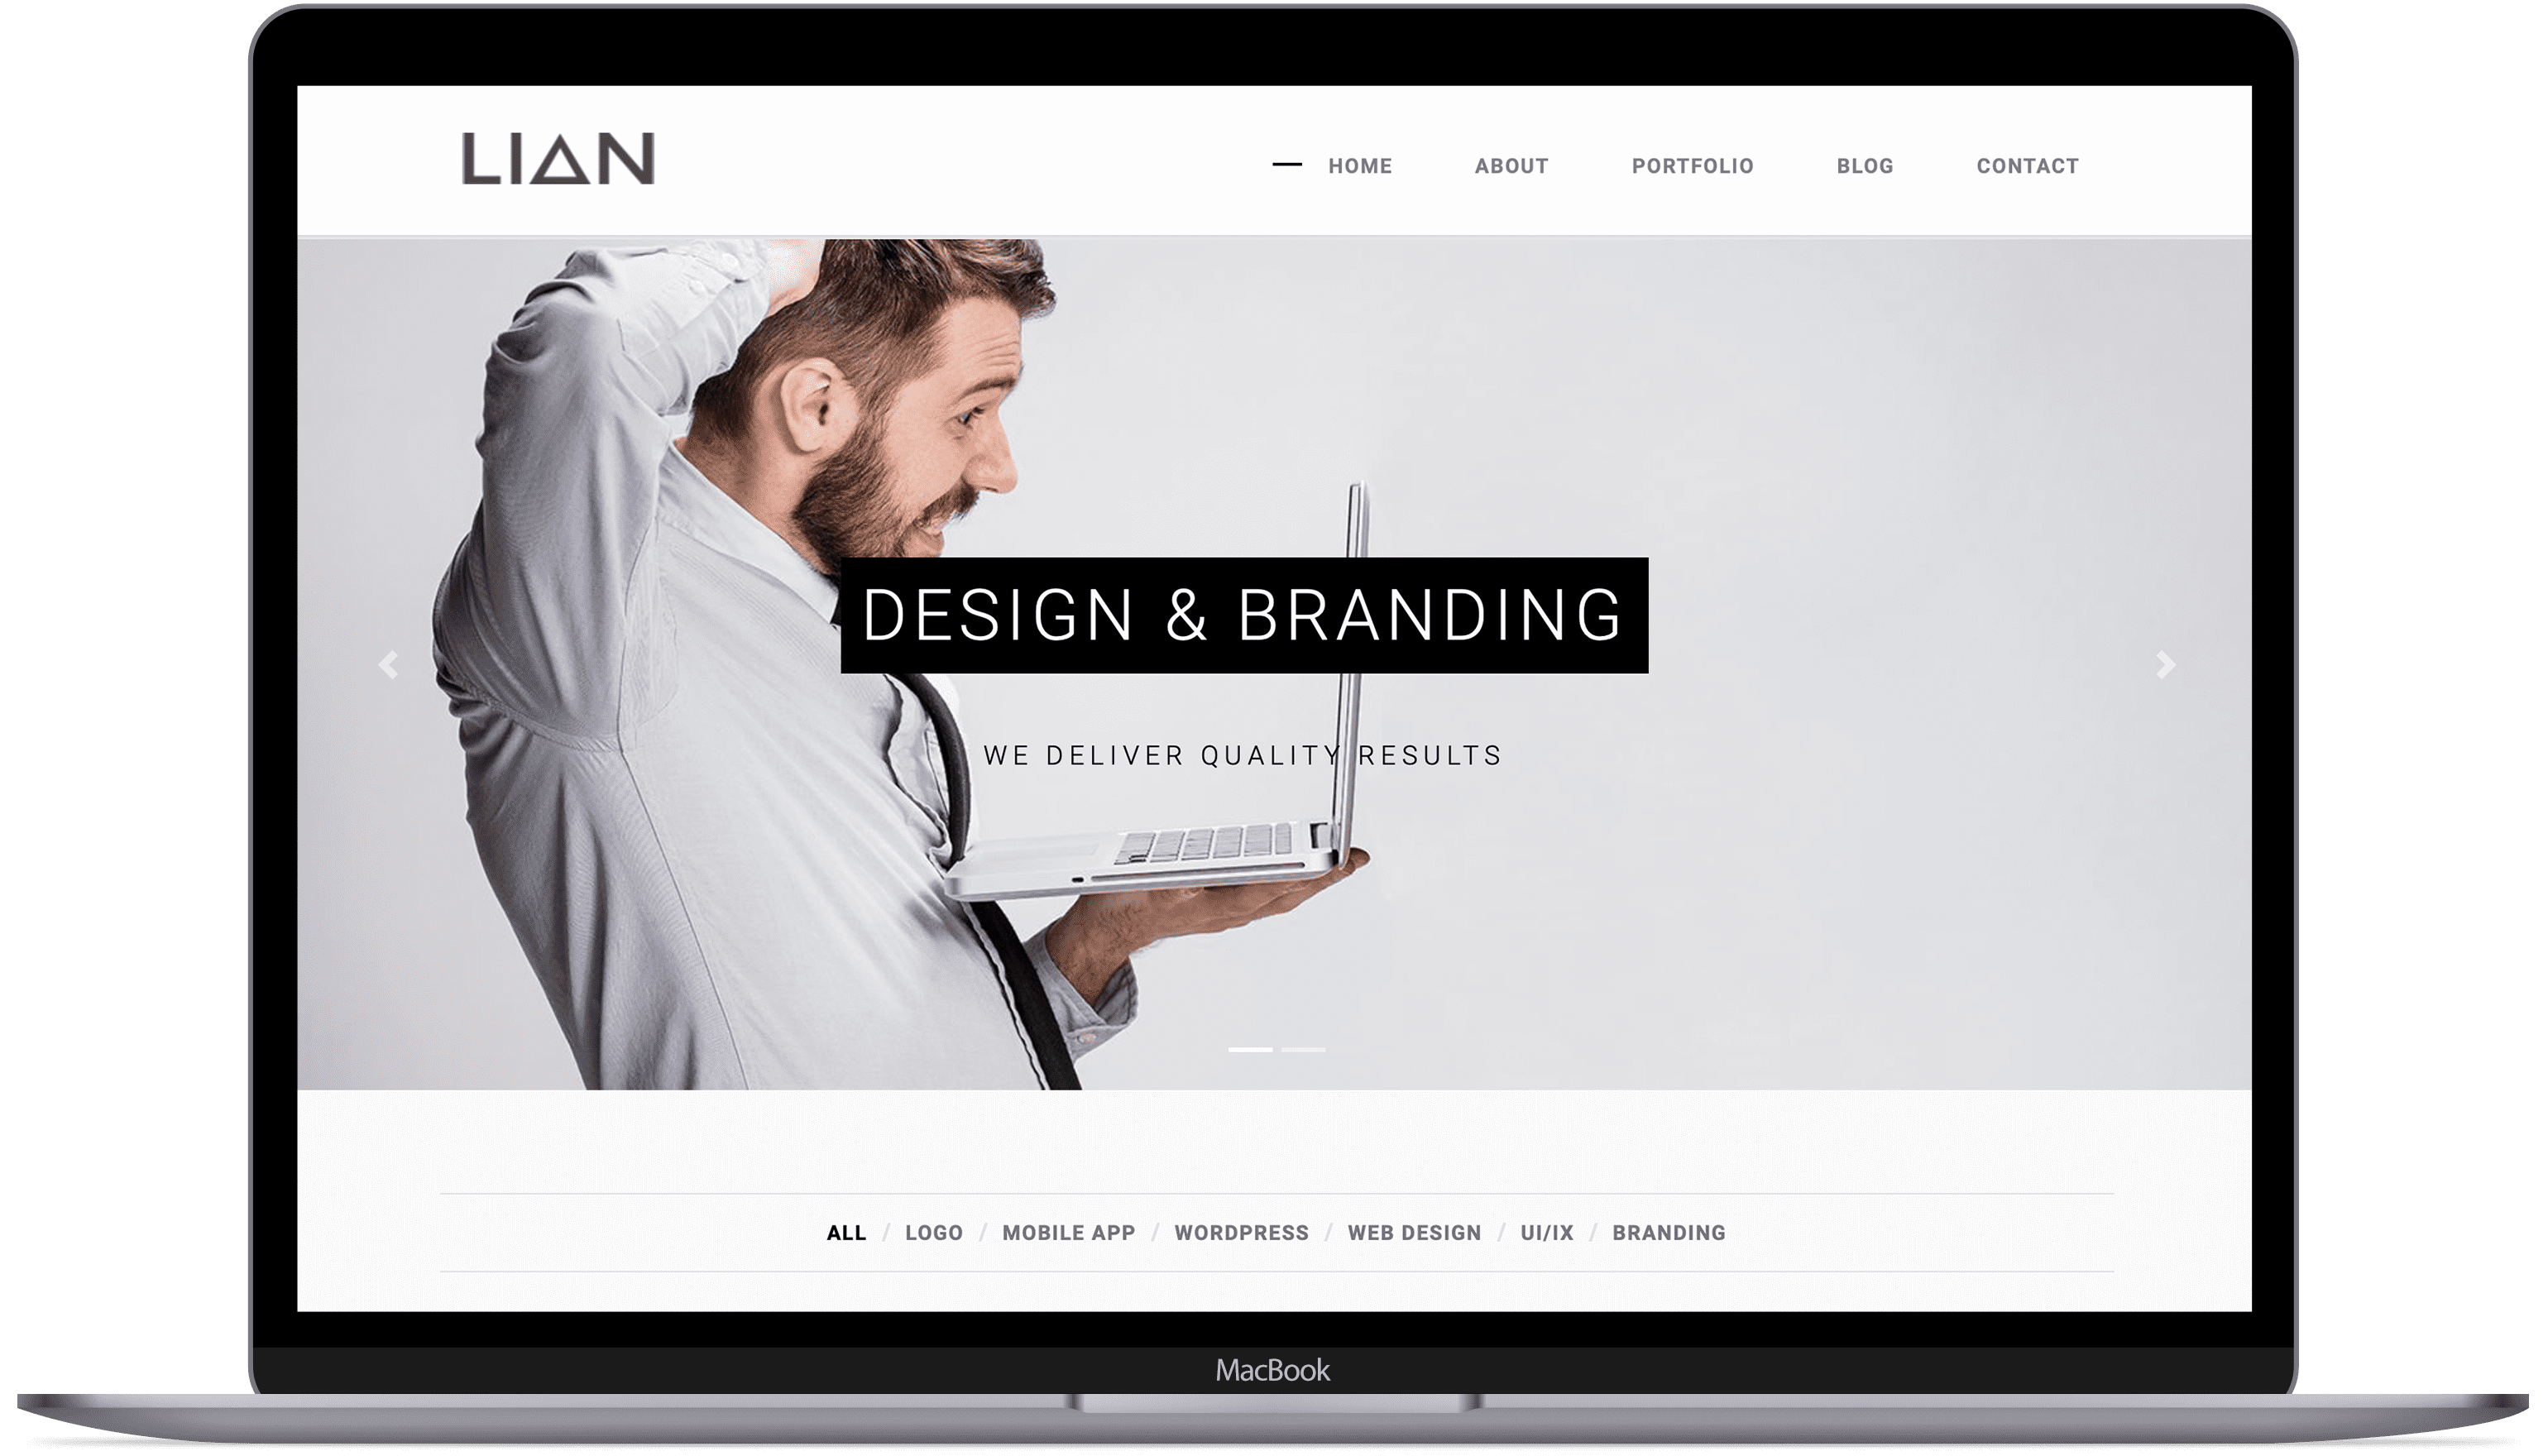 LIAN
HOME ABOUT PORTFOLIO BLOG CONTACT
DESIGN & BRANDING
WE DELIVER QUALITY RESULTS
ALL / LOGO / MOBILE APP / WORDPRESS / WEB DESIGN / UI/IX / BRANDING
MacBook